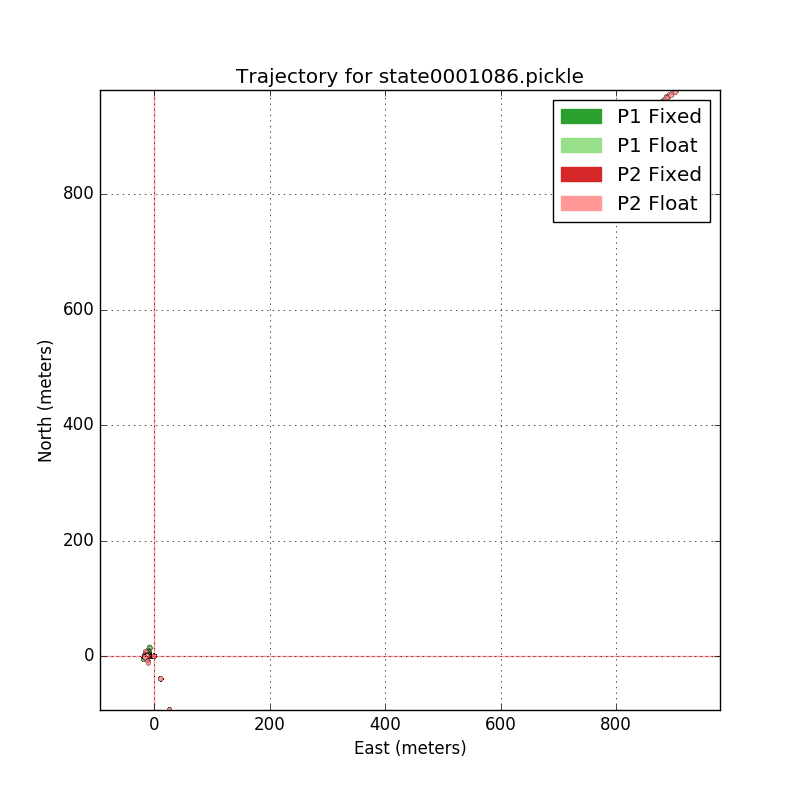 Trajectory for state0001086.pickle
P1 Fixed
P1 Float
P2 Fixed
P2 Float
North (meters)
800
600
400
200
0
0 200 400 600 800
East (meters)